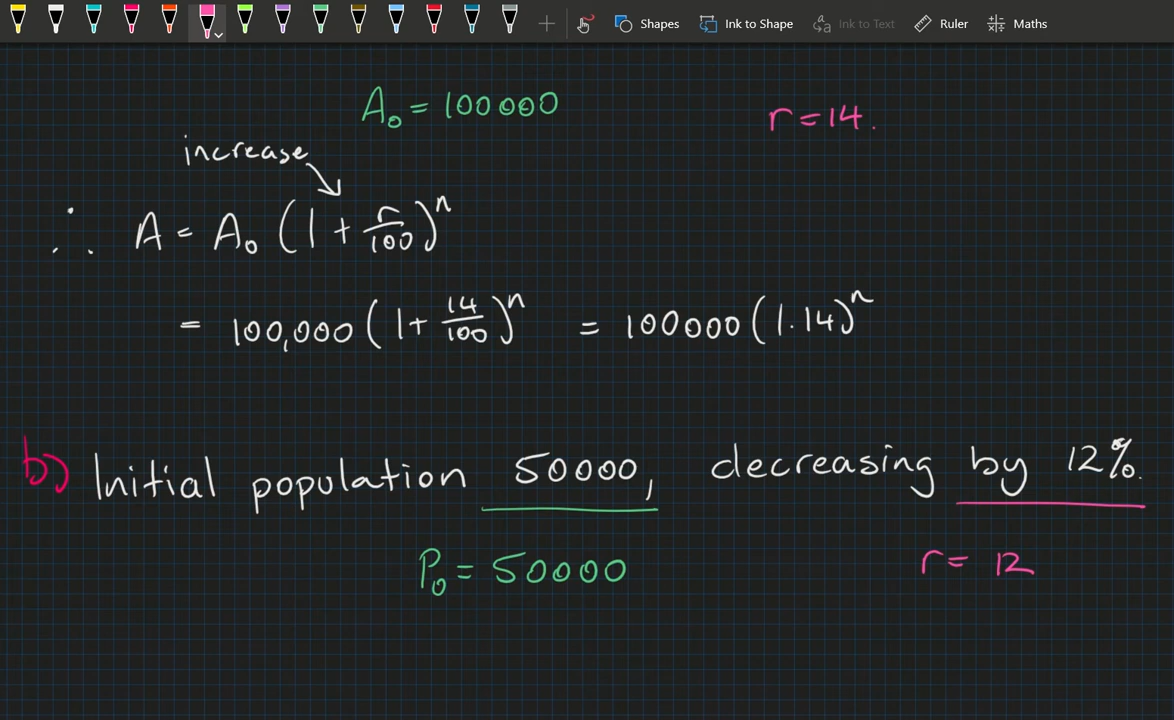 Shapes Ink to Shape Ink to Text Ruler Maths
A₀ = 100000 r = 14.
increase
∴ A = A₀ (1 + r/100)ⁿ
= 100,000 (1 + 14/100)ⁿ = 100000 (1.14)ⁿ
b) Initial population 50000, decreasing by 12%.
P₀ = 50000 r = 12